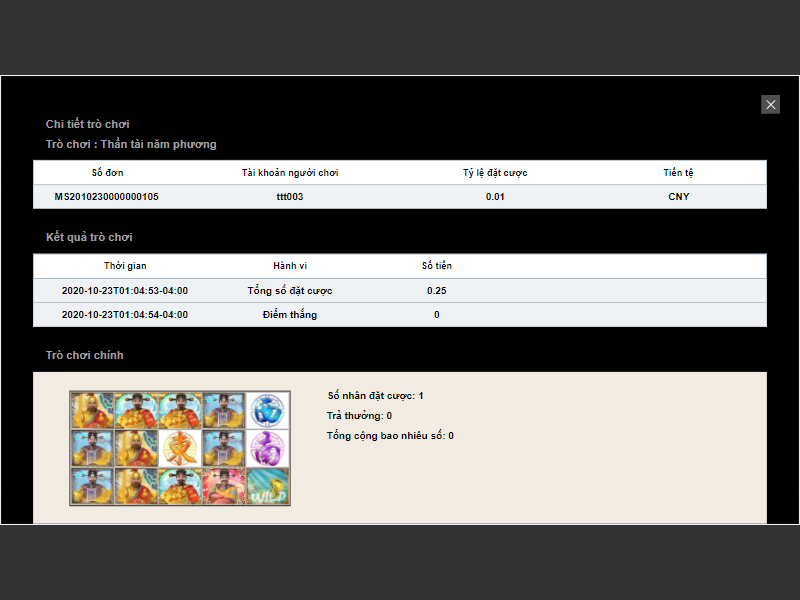 Chi tiết trò chơi
Trò chơi : Thần tài năm phương
Số đơn Tài khoản người chơi Tỷ lệ đặt cược Tiền tệ
MS2010230000000105 ttt003 0.01 CNY
Kết quả trò chơi
Thời gian Hành vi Số tiền
2020-10-23T01:04:53-04:00 Tổng số đặt cược 0.25
2020-10-23T01:04:54-04:00 Điểm thắng 0
Trò chơi chính
Số nhân đặt cược: 1
Trả thưởng: 0
Tổng cộng bao nhiêu số: 0
東
WILD